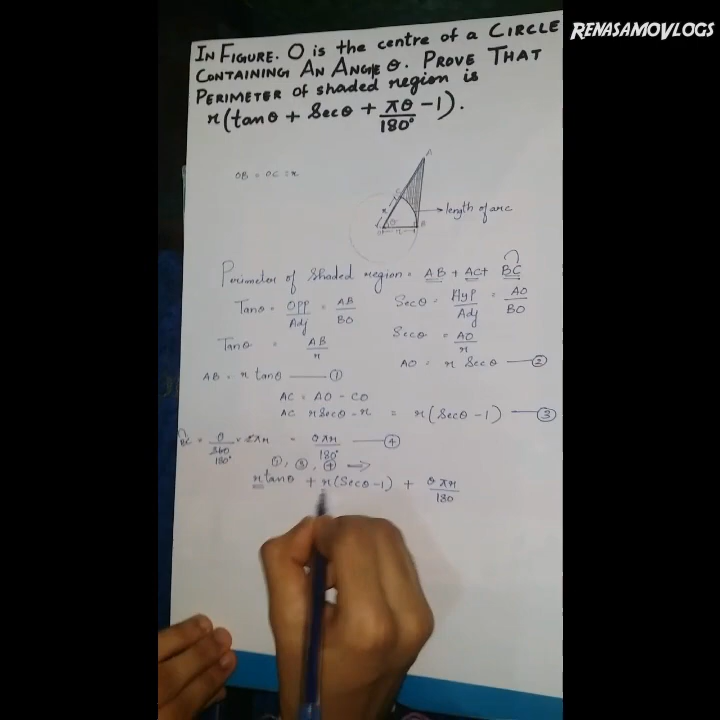 RENASAMOVLOGS
IN FIGURE. O is the centre of a CIRCLE
CONTAINING AN ANGlE θ. PROVE THAT
PERIMETER of shaded region is
r(tanθ + Secθ + πθ/180° -1).
OB = OC = r
A
C
r
θ
O
r
B
length of arc
Perimeter of Shaded region = AB + AC + BC
Tanθ = OPP/Adj = AB/BO
Secθ = Hyp/Adj = AO/BO
Tanθ = AB/r
Secθ = AO/r
AB = r tanθ — ①
AO = r Secθ — ②
AC = AO - CO
AC rSecθ - r = r(Secθ -1) — ③
BC = θ/360 × 2πr = θπr/180° — ④
180°
①, ③, ④ →
r tanθ + r(Secθ -1) + θπr/180